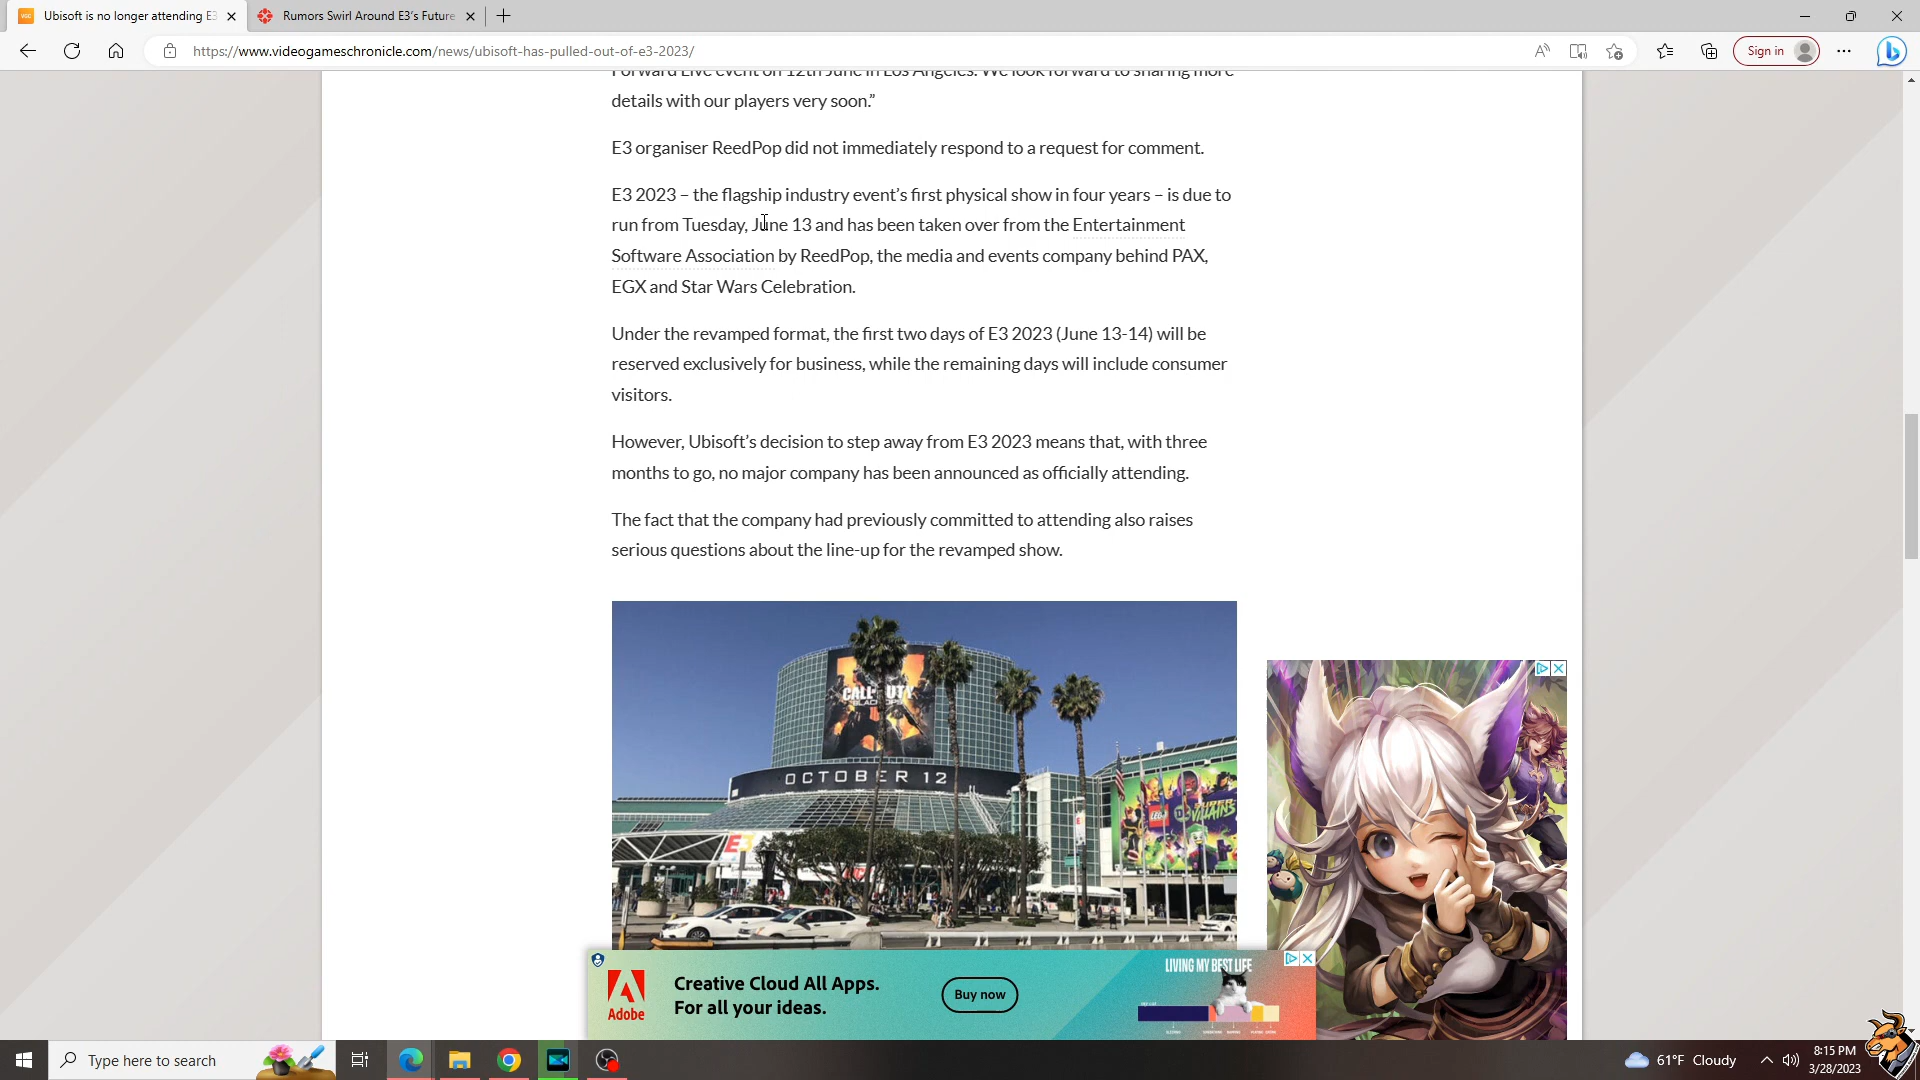 Ubisoft is no longer attending E3
Rumors Swirl Around E3's Future
https://www.videogameschronicle.com/news/ubisoft-has-pulled-out-of-e3-2023/
Sign in
Forward Live event on 12th June in Los Angeles. We look forward to sharing more
details with our players very soon.”
E3 organiser ReedPop did not immediately respond to a request for comment.
E3 2023 – the flagship industry event’s first physical show in four years – is due to
run from Tuesday, June 13 and has been taken over from the Entertainment
Software Association by ReedPop, the media and events company behind PAX,
EGX and Star Wars Celebration.
Under the revamped format, the first two days of E3 2023 (June 13-14) will be
reserved exclusively for business, while the remaining days will include consumer
visitors.
However, Ubisoft’s decision to step away from E3 2023 means that, with three
months to go, no major company has been announced as officially attending.
The fact that the company had previously committed to attending also raises
serious questions about the line-up for the revamped show.
CALL OF DUTY
BLACK OPS
OCTOBER 12
E3
LEGO DC
VILLAINS
Adobe
Creative Cloud All Apps.
For all your ideas.
Buy now
LIVING MY BEST LIFE
Type here to search
61°F Cloudy
8:15 PM
3/28/2023